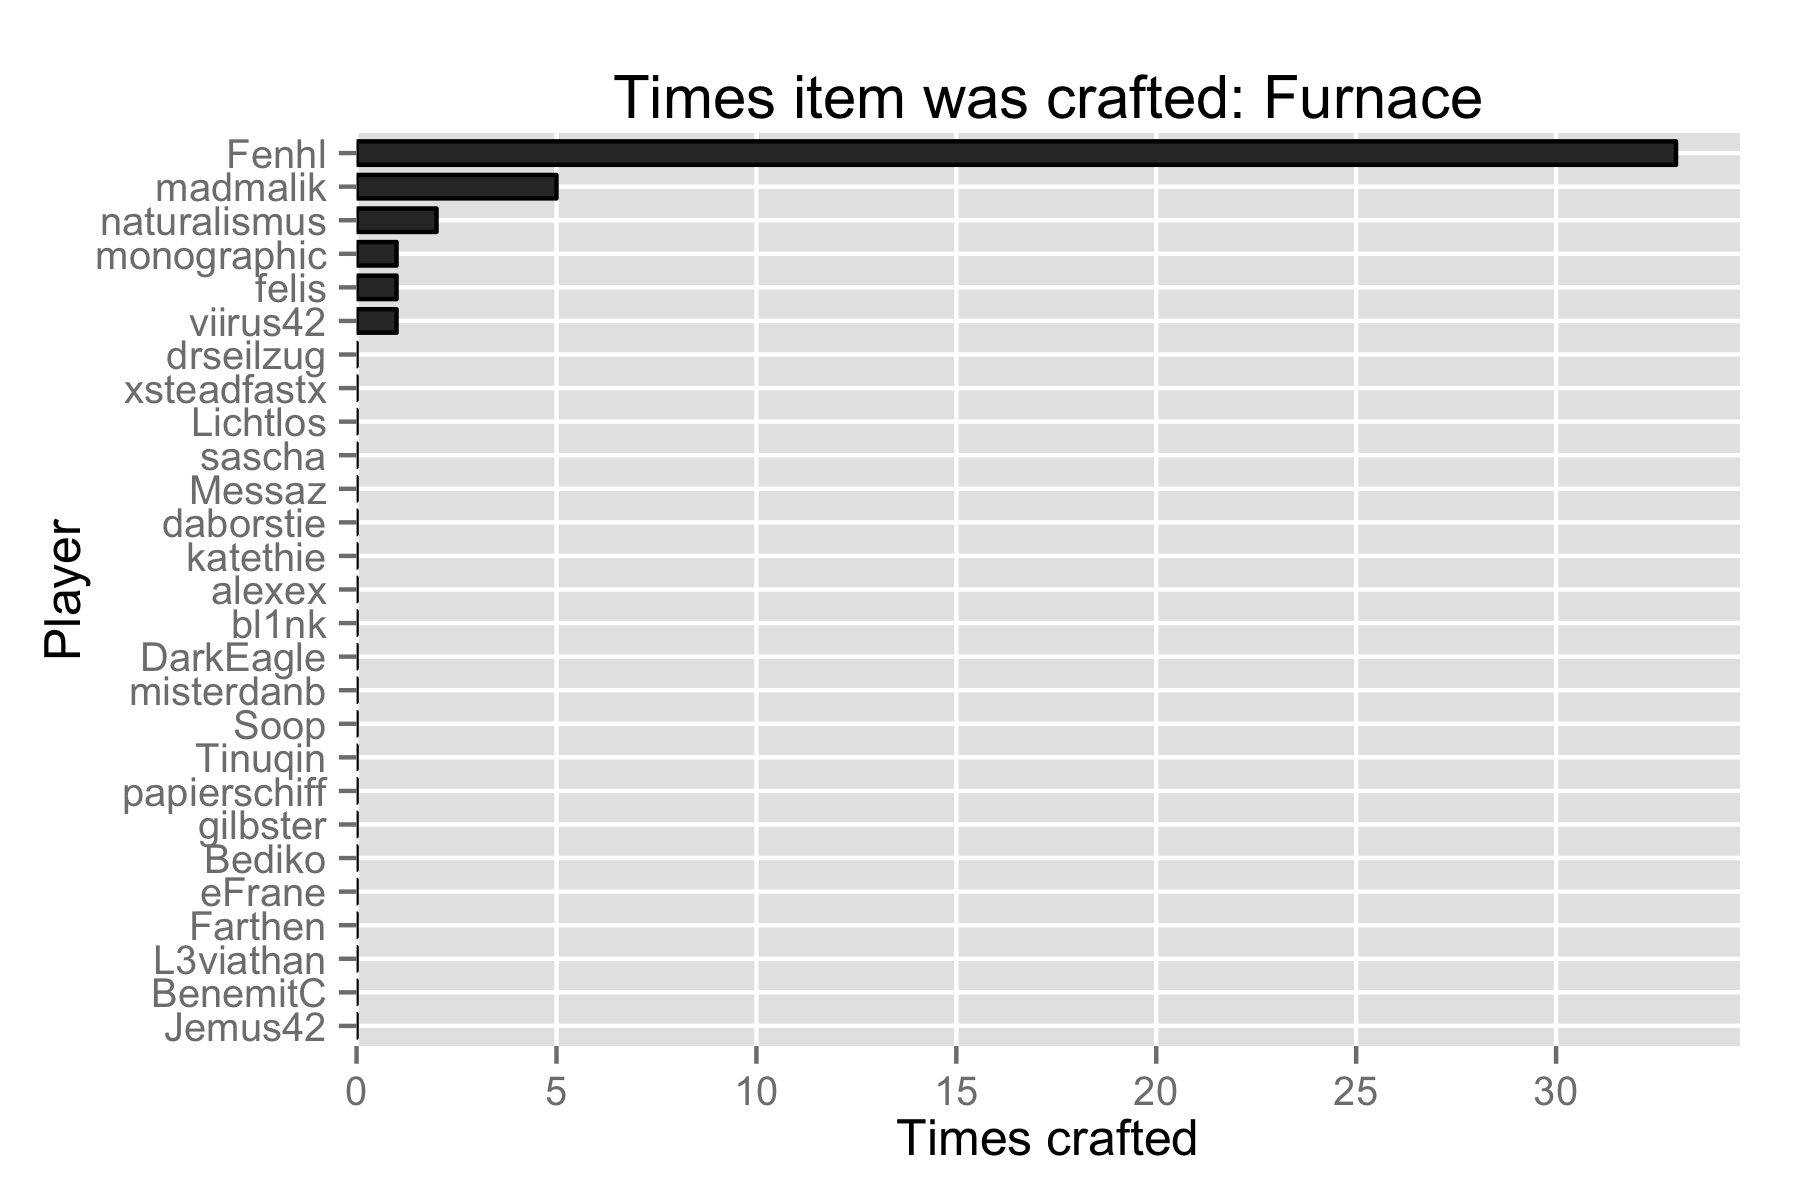 Times item was crafted: Furnace
Fenhl
madmalik
naturalismus
monographic
felis
viirus42
drseilzug
xsteadfastx
Lichtlos
sascha
Messaz
daborstie
katethie
alexex
bl1nk
DarkEagle
misterdanb
Soop
Tinuqin
papierschiff
gilbster
Bediko
eFrane
Farthen
L3viathan
BenemitC
Jemus42
Player
0 5 10 15 20 25 30
Times crafted